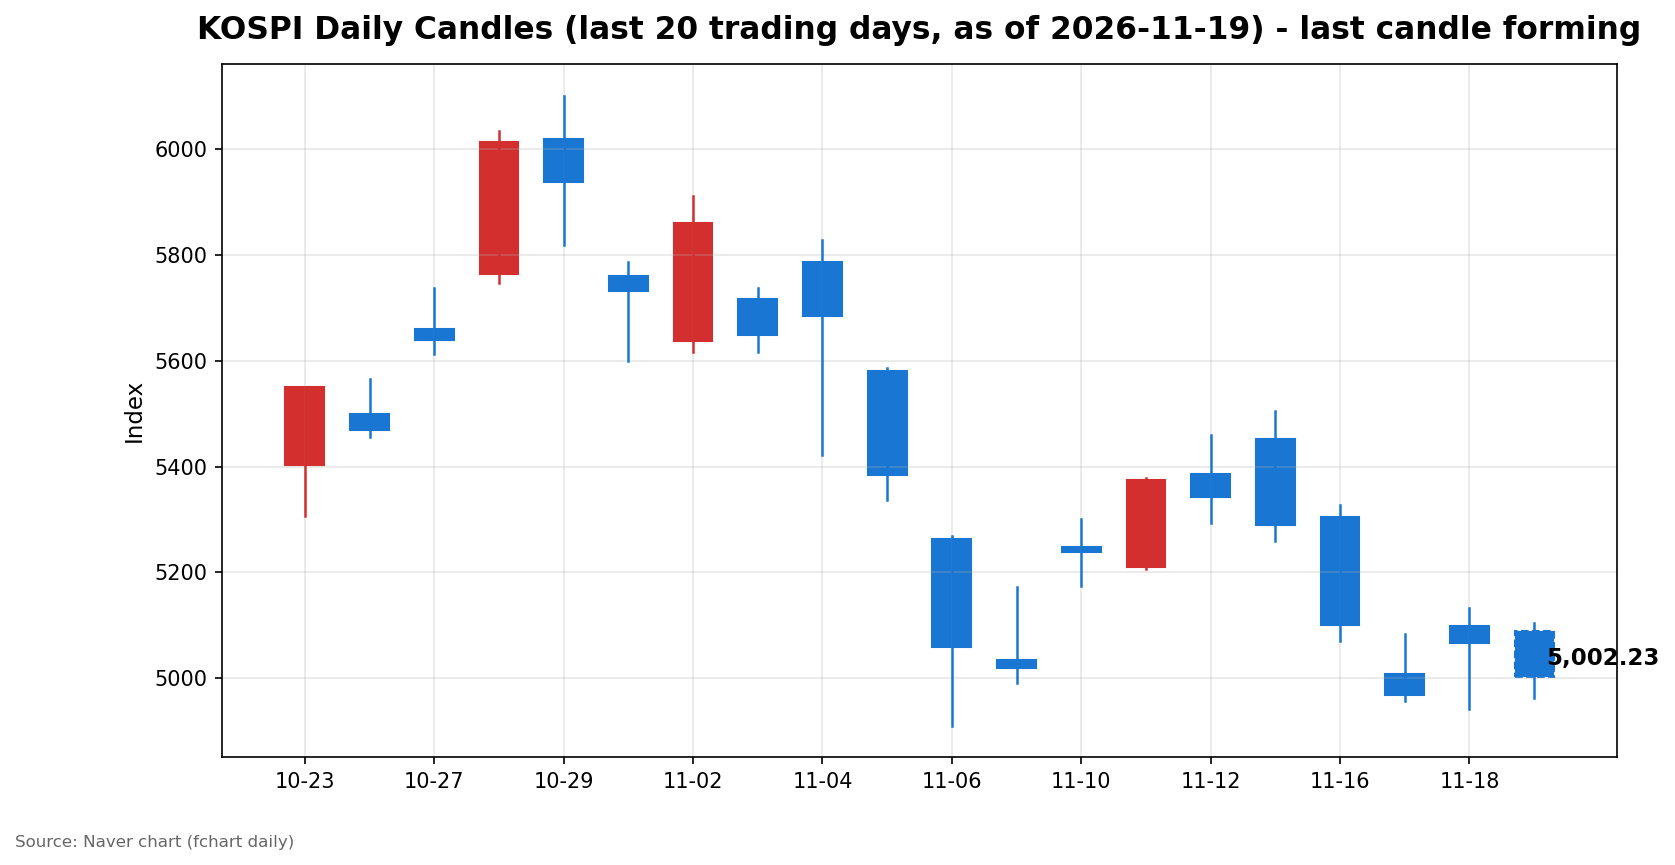 KOSPI Daily Candles (last 20 trading days, as of 2026-11-19) - last candle forming
Index
6000
5800
5600
5400
5200
5000
5,002.23
10-23 10-27 10-29 11-02 11-04 11-06 11-10 11-12 11-16 11-18
Source: Naver chart (fchart daily)